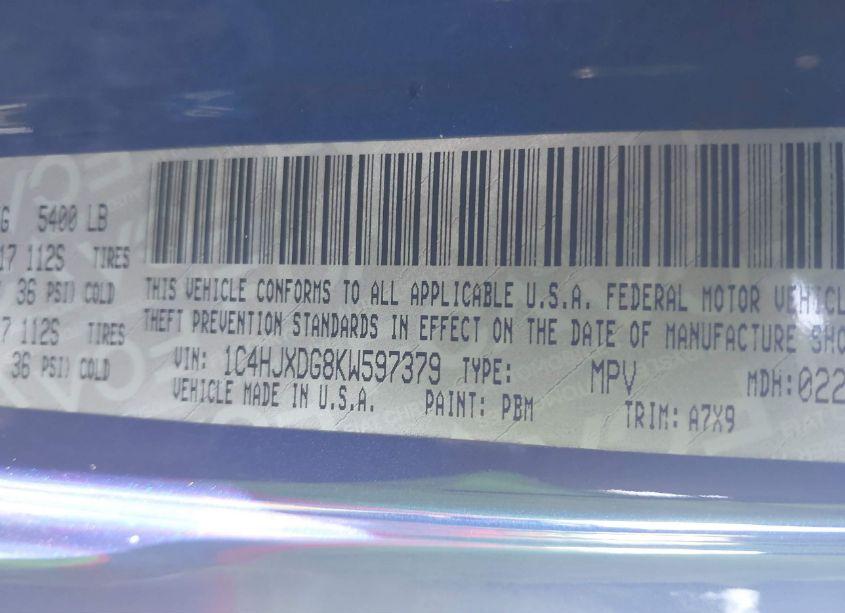 G 5400 LB
17 112S TIRES
36 PSI) COLD
17 112S TIRES
36 PSI) COLD
THIS VEHICLE CONFORMS TO ALL APPLICABLE U.S.A. FEDERAL MOTOR VEHICL
THEFT PREVENTION STANDARDS IN EFFECT ON THE DATE OF MANUFACTURE SHO
VIN: 1C4HJXDG8KW597379 TYPE: MPV MDH:022
VEHICLE MADE IN U.S.A. PAINT: PBM TRIM: A7X9